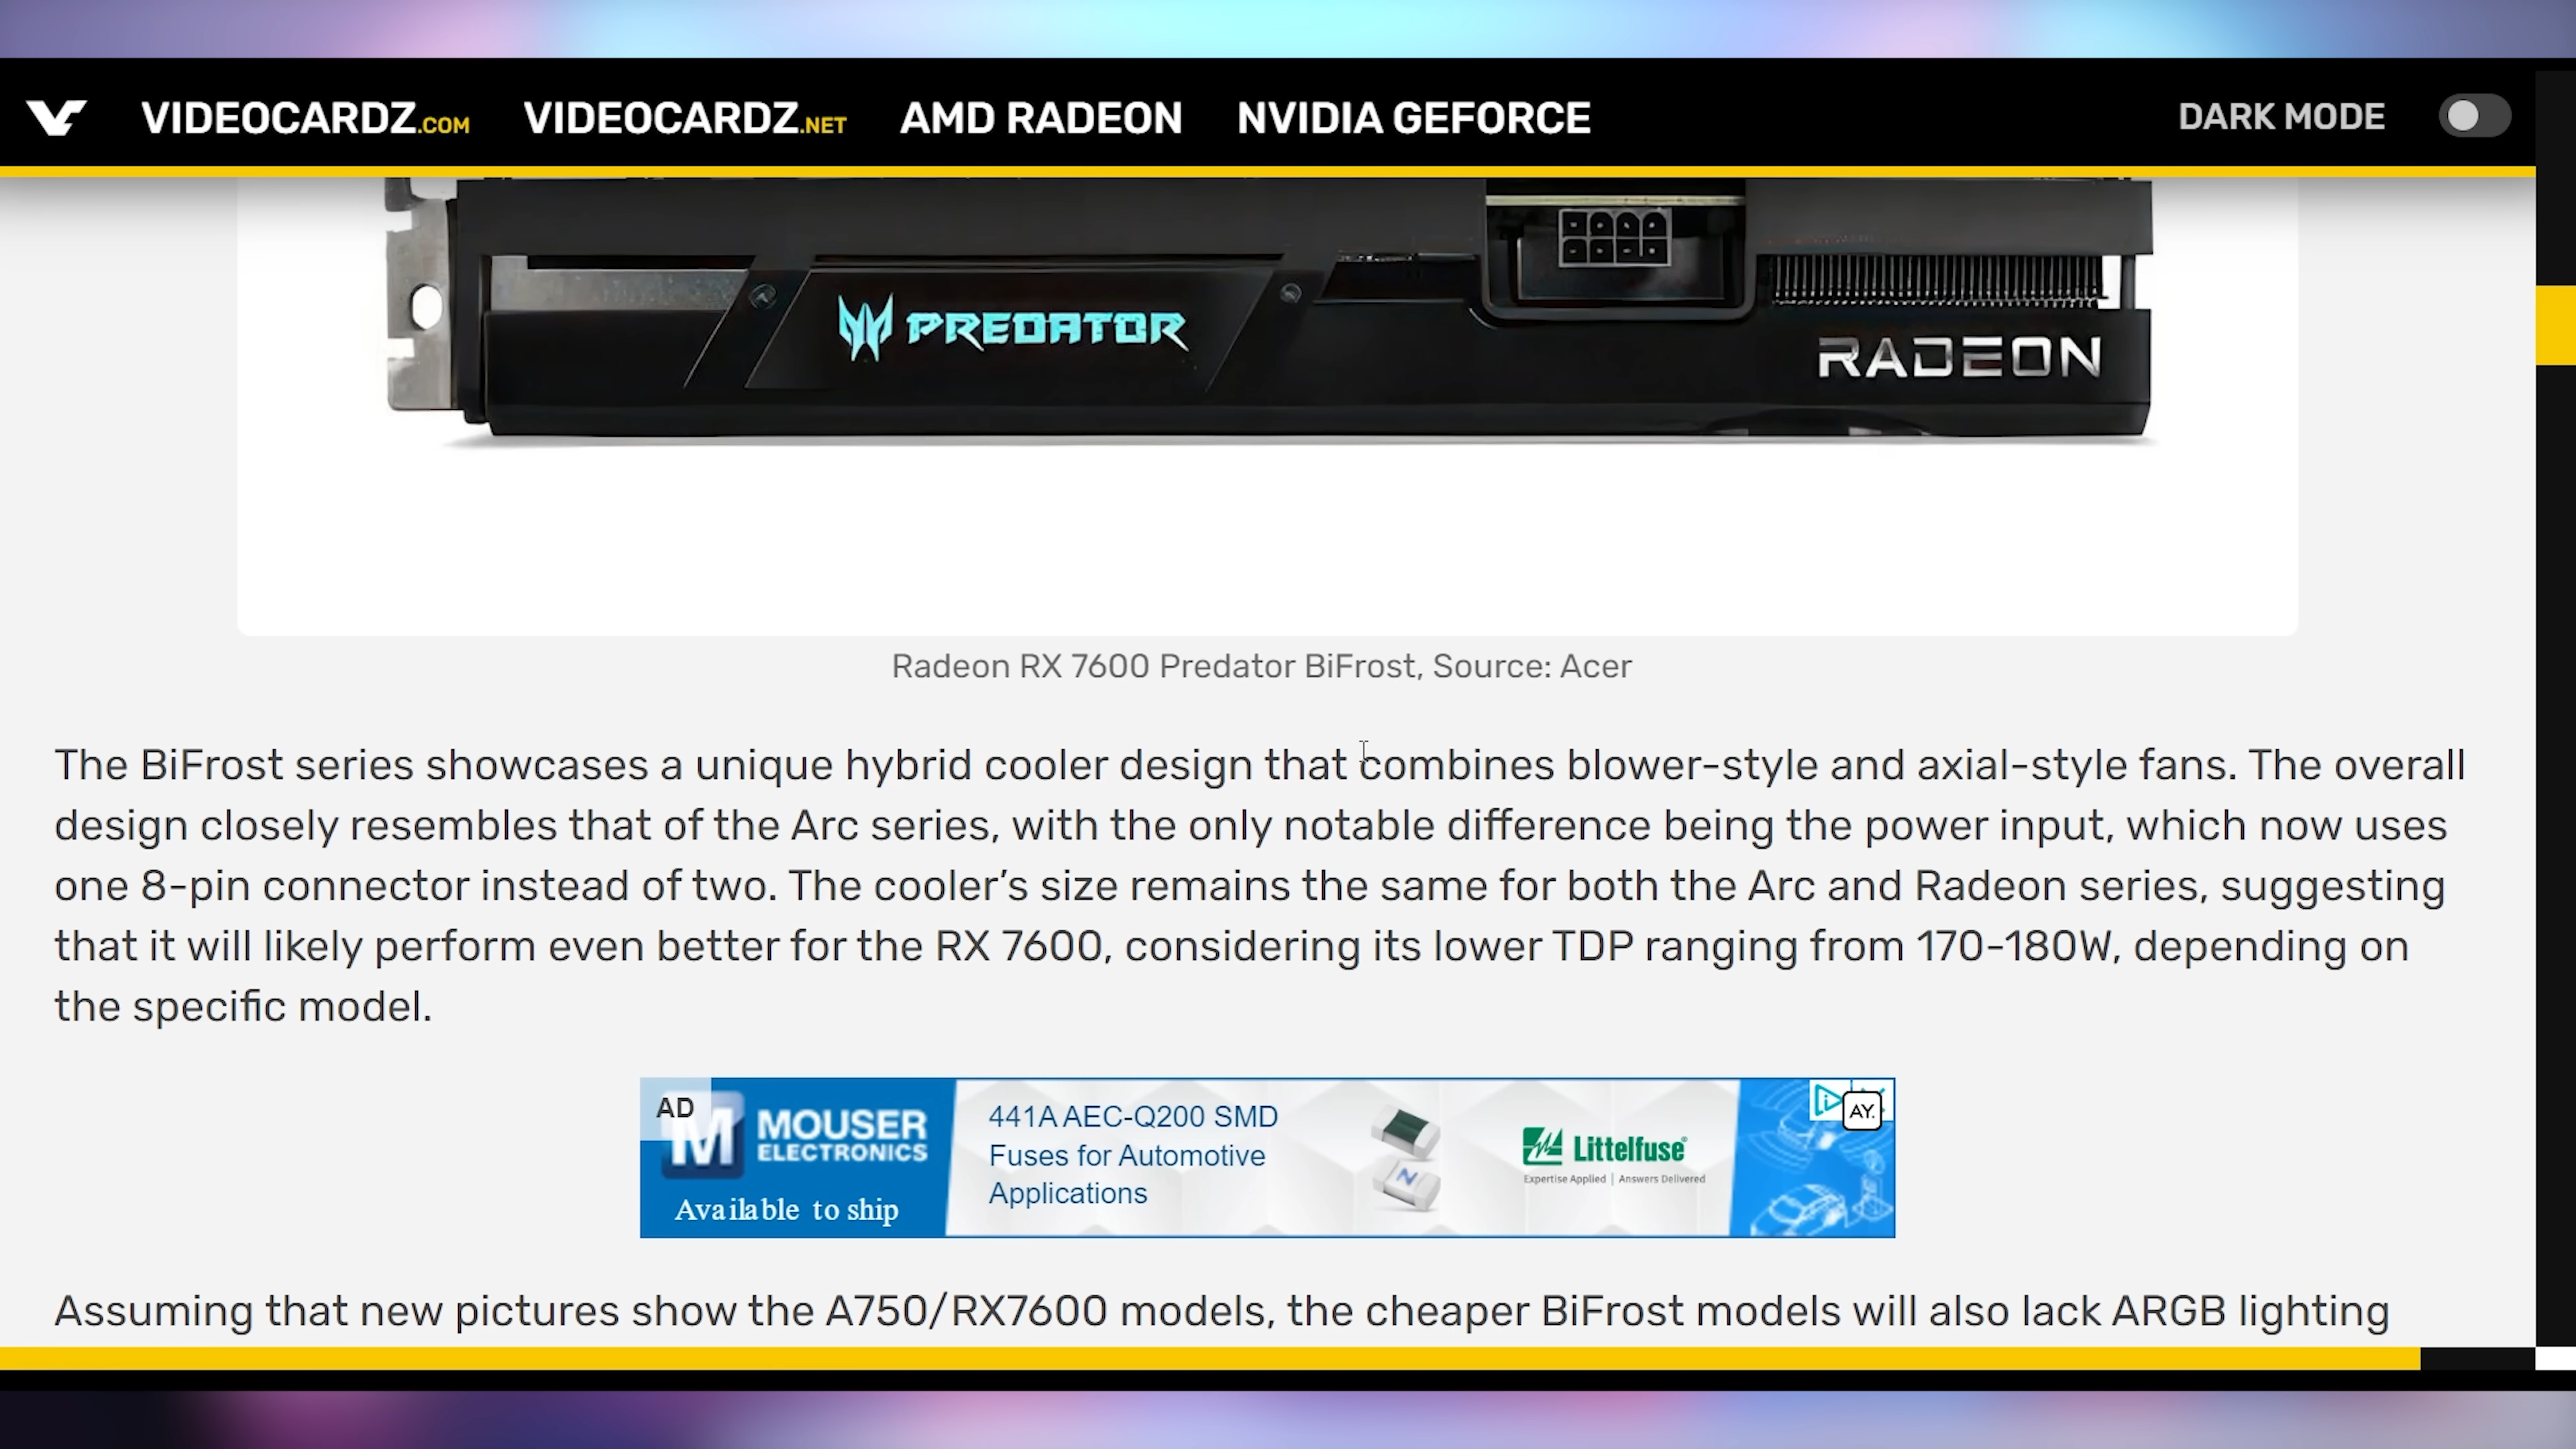 VIDEOCARDZ.COM VIDEOCARDZ.NET AMD RADEON NVIDIA GEFORCE DARK MODE
PREDATOR
RADEON
Radeon RX 7600 Predator BiFrost, Source: Acer
The BiFrost series showcases a unique hybrid cooler design that combines blower-style and axial-style fans. The overall
design closely resembles that of the Arc series, with the only notable difference being the power input, which now uses
one 8-pin connector instead of two. The cooler’s size remains the same for both the Arc and Radeon series, suggesting
that it will likely perform even better for the RX 7600, considering its lower TDP ranging from 170-180W, depending on
the specific model.
AD
M MOUSER
ELECTRONICS
Available to ship
441A AEC-Q200 SMD
Fuses for Automotive
Applications
N
Littelfuse®
Expertise Applied | Answers Delivered
AY.
Assuming that new pictures show the A750/RX7600 models, the cheaper BiFrost models will also lack ARGB lighting